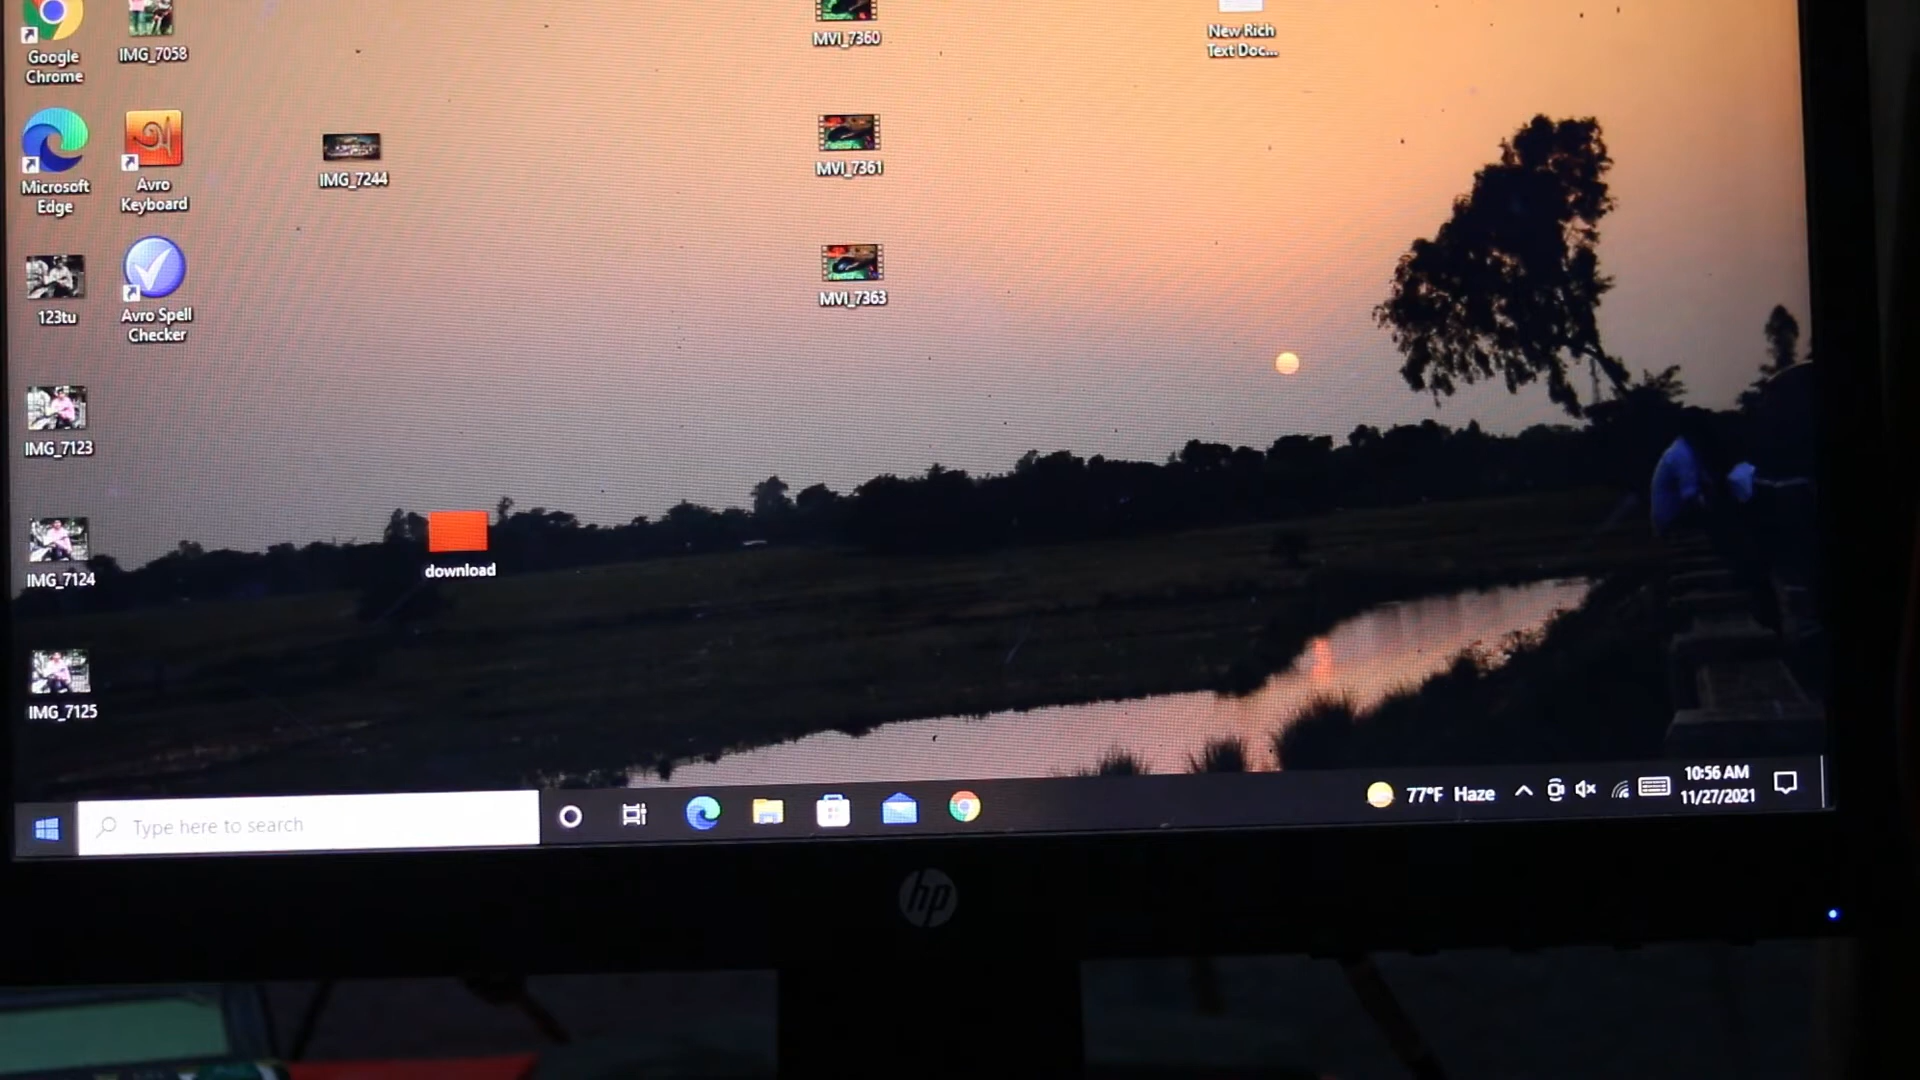 Google
Chrome
IMG_7058
MVI_7360
New Rich
Text Doc...
Microsoft
Edge
Avro
Keyboard
IMG_7244
MVI_7361
123tu
Avro Spell
Checker
MVI_7363
IMG_7123
IMG_7124
download
IMG_7125
Type here to search
77°F Haze
10:56 AM
11/27/2021
hp